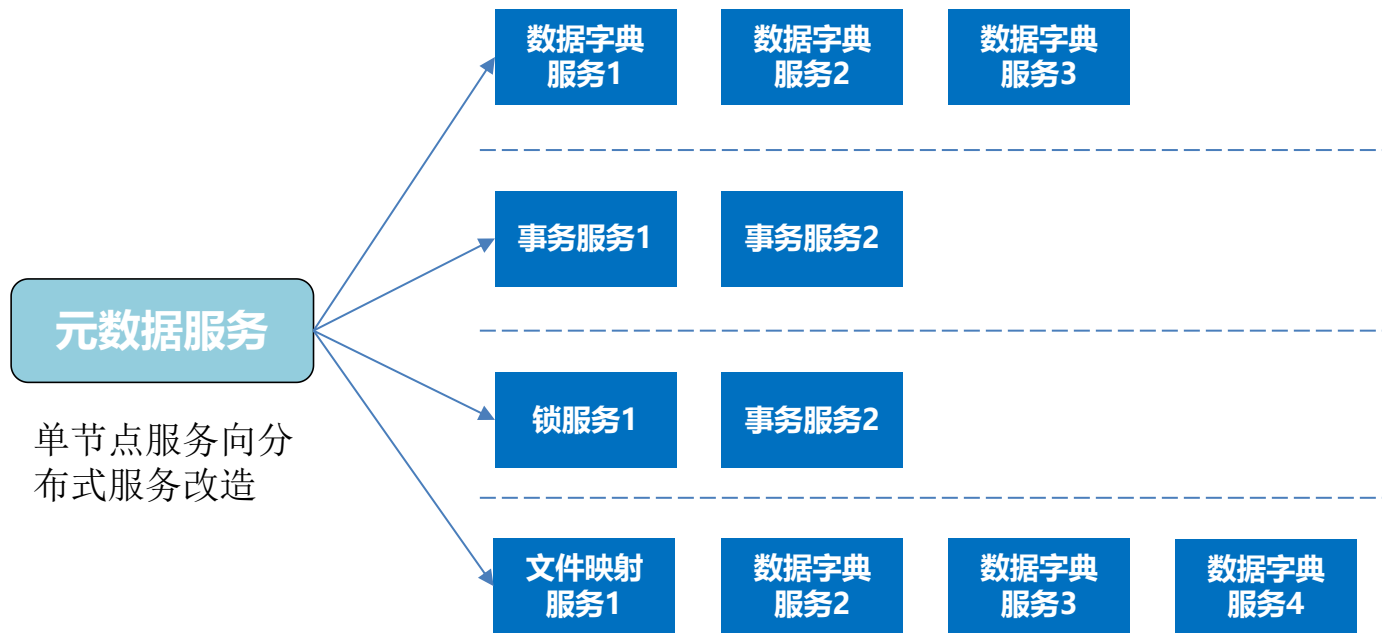 数据字典
服务1
数据字典
服务2
数据字典
服务3
事务服务1
事务服务2
元数据服务
单节点服务向分
布式服务改造
锁服务1
事务服务2
文件映射
服务1
数据字典
服务2
数据字典
服务3
数据字典
服务4